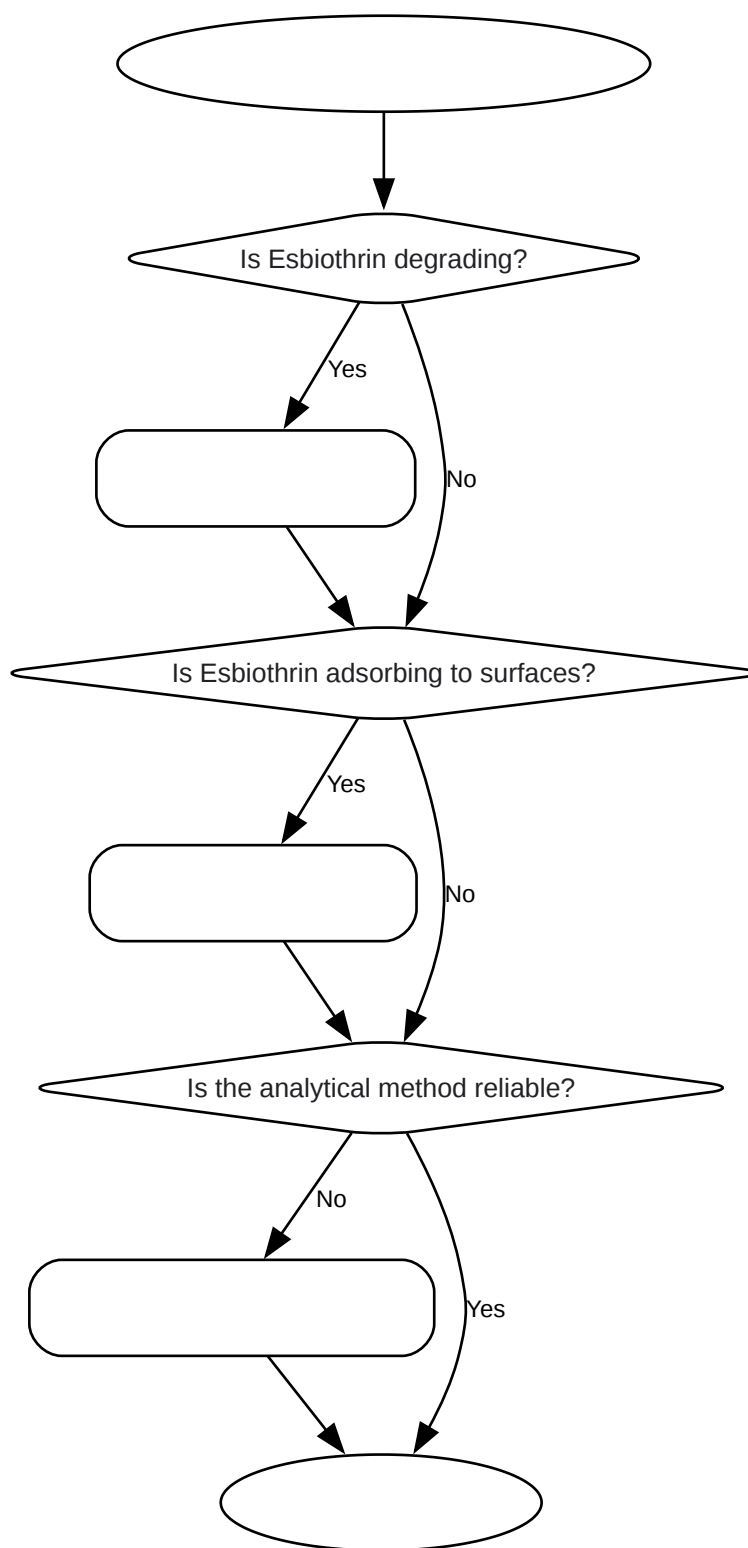 Is Esbiothrin degrading?
Yes
No
Is Esbiothrin adsorbing to surfaces?
Yes
No
Is the analytical method reliable?
No
Yes